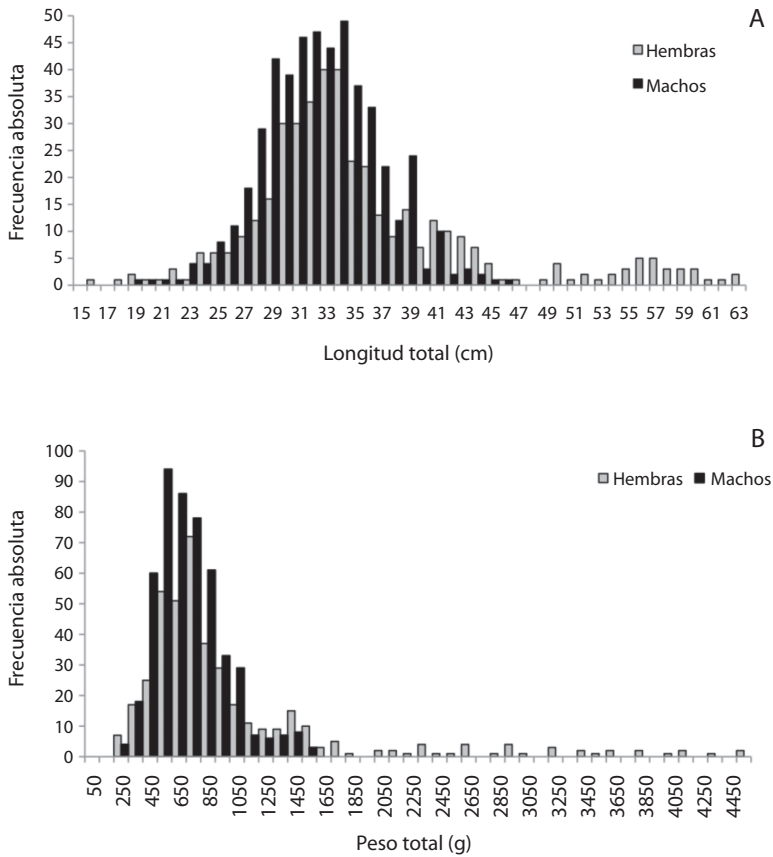 A
Frecuencia absoluta
50
45
40
35
30
25
20
15
10
5
0
Hembras
Machos
15 17 19 21 23 25 27 29 31 33 35 37 39 41 43 45 47 49 51 53 55 57 59 61 63
Longitud total (cm)
B
Frecuencia absoluta
100
90
80
70
60
50
40
30
20
10
0
Hembras Machos
50 250 450 650 850 1050 1250 1450 1650 1850 2050 2250 2450 2650 2850 3050 3250 3450 3650 3850 4050 4250 4450
Peso total (g)